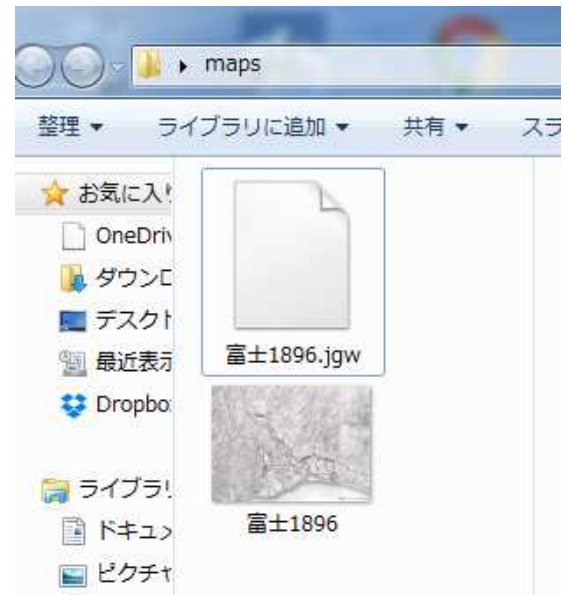 maps
整理
ライブラリに追加
共有
スラ
お気に入り
OneDriv
ダウンロ
デスクト
最近表示
Dropbo
ライブラリ
ドキュメ
ピクチャ
富士1896.jgw
富士1896